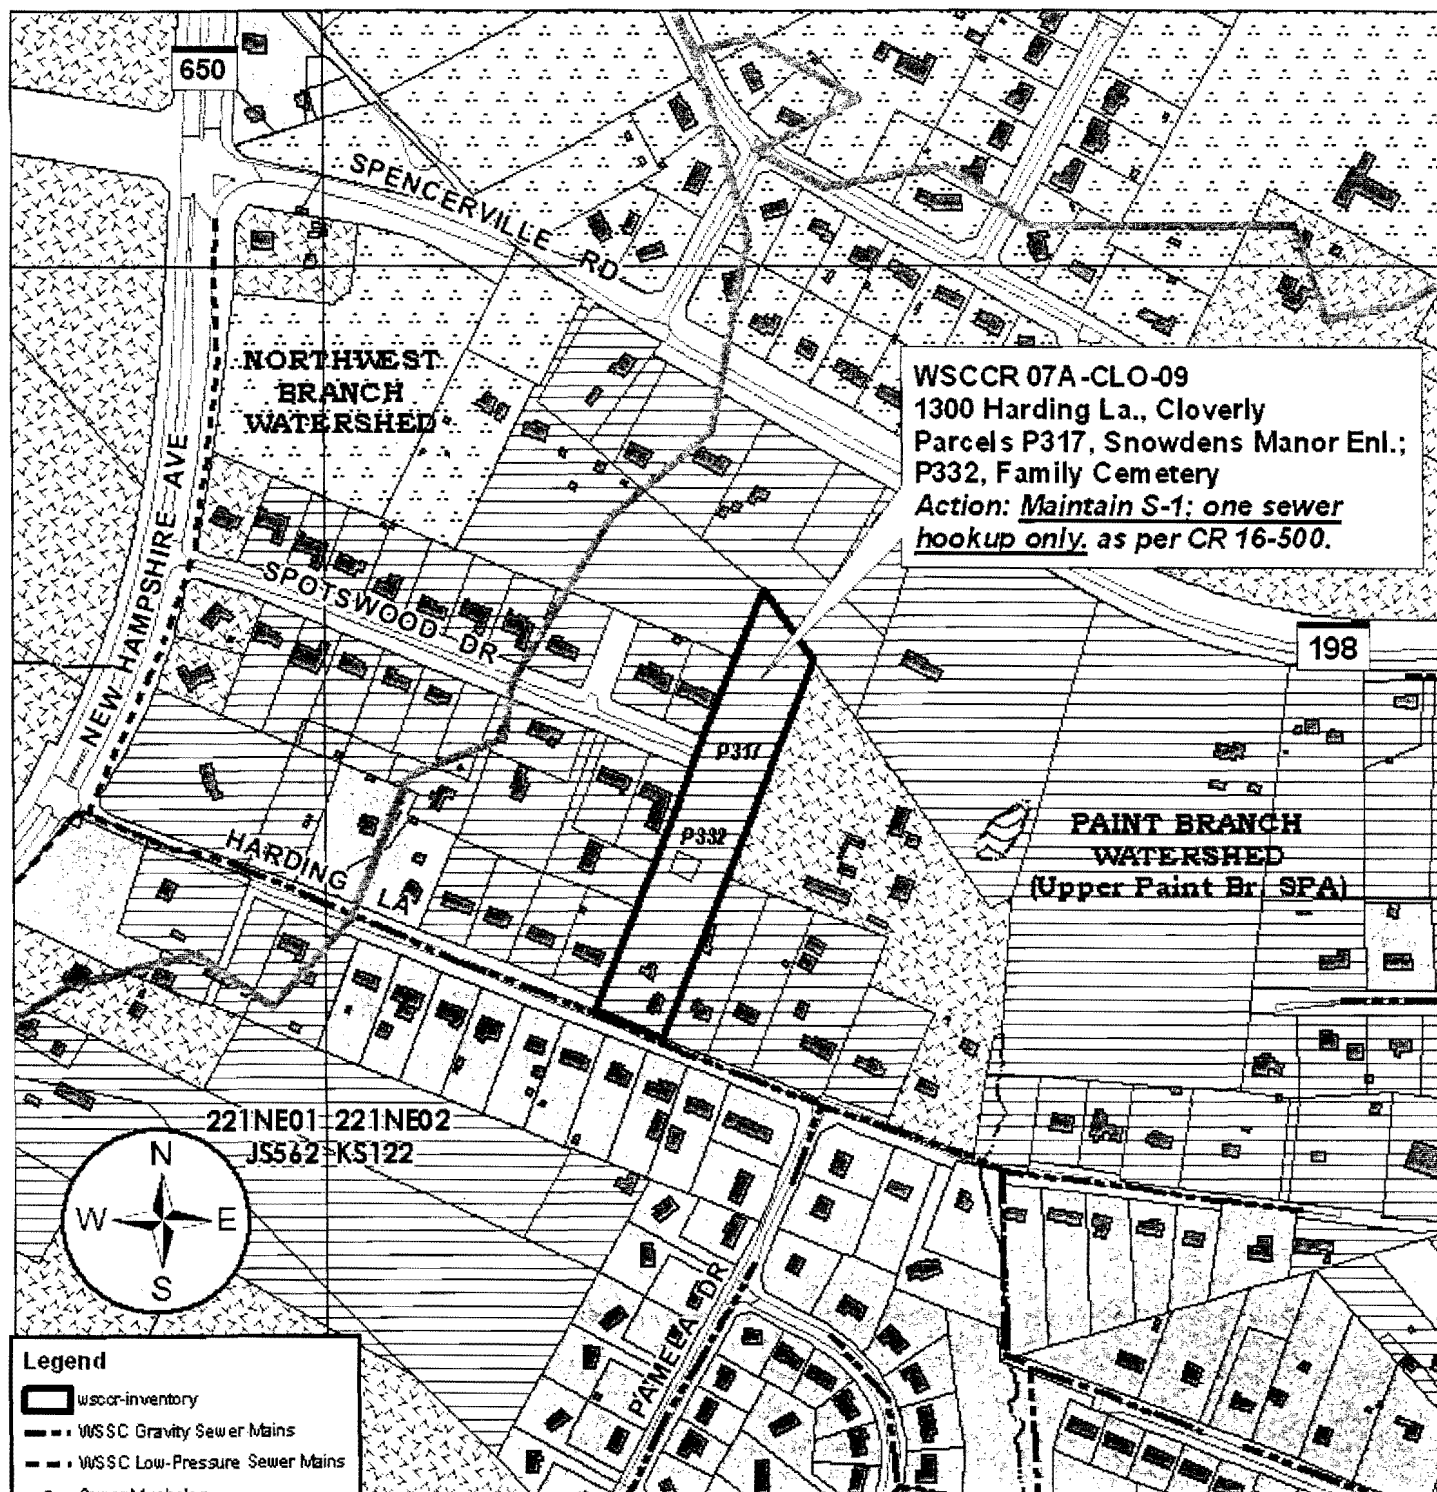 650
SPENCERVILLE RD
NORTHWEST
BRANCH
WATERSHED
WSCCR 07A-CLO-09
1300 Harding La., Cloverly
Parcels P317, Snowdens Manor Enl.;
P332, Family Cemetery
Action: Maintain S-1; one sewer
hookup only, as per CR 16-500.
NEW HAMPSHIRE AVE
SPOTSWOOD DR
198
P317
P332
HARDING LA
PAINT BRANCH
WATERSHED
(Upper Paint Br. SPA)
221NE01 221NE02
JS562 KS122
N
W E
S
PAMELA DR
Legend
wsccr-inventory
WSSC Gravity Sewer Mains
WSSC Low-Pressure Sewer Mains